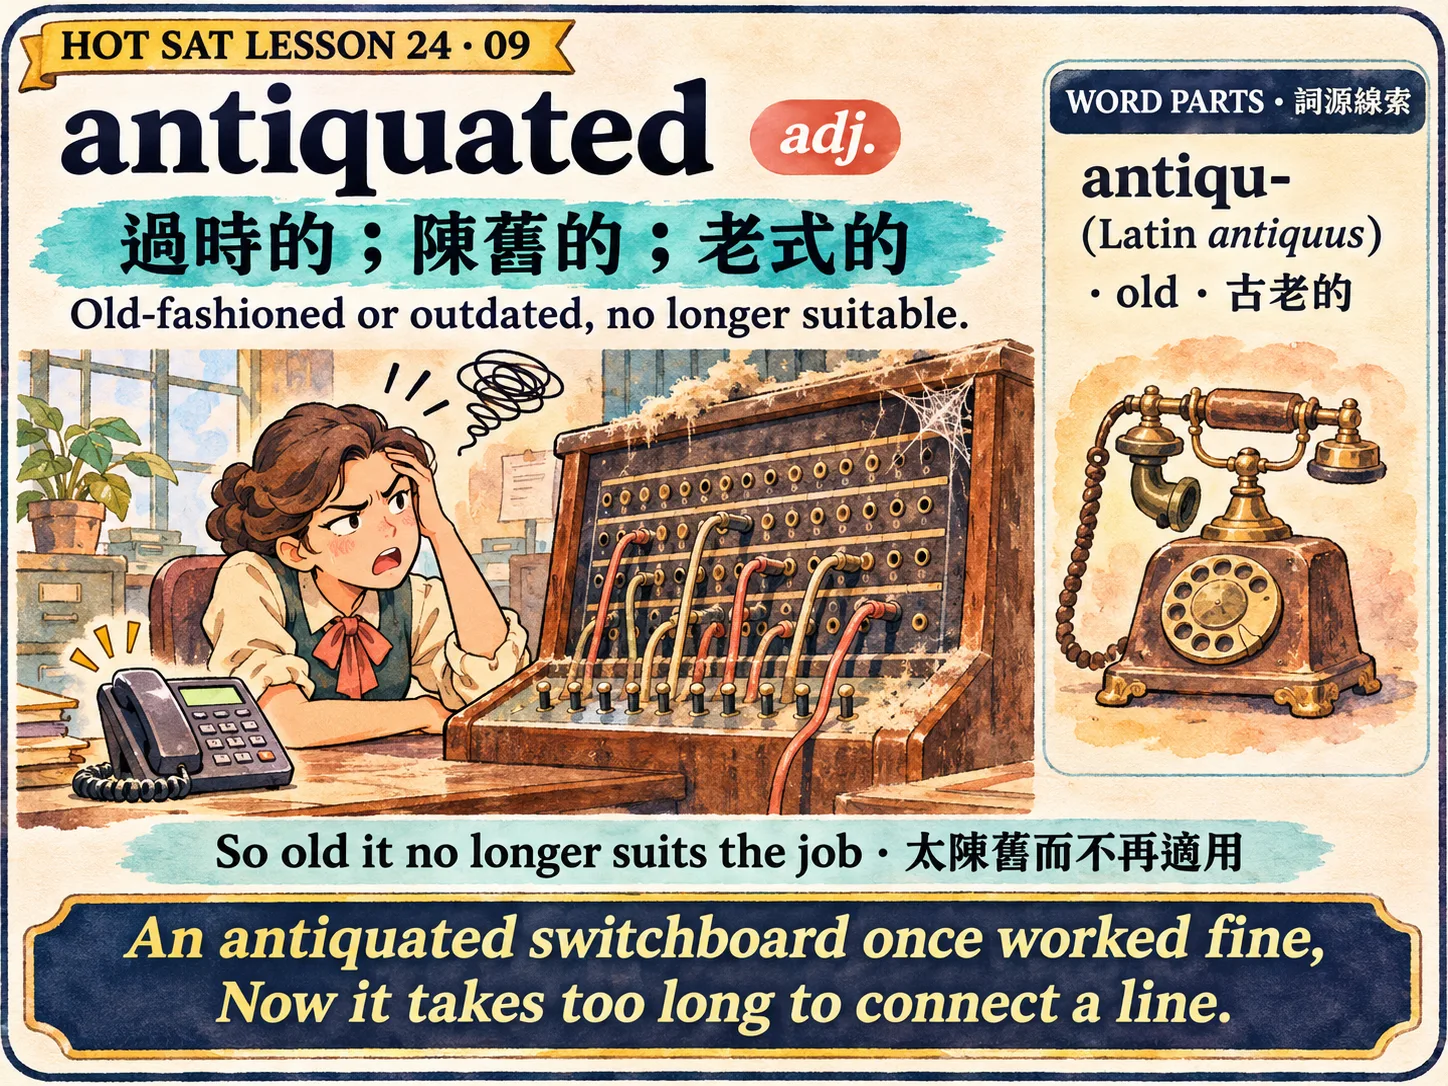 HOT SAT LESSON 24 · 09
antiquated adj.
過時的；陳舊的；老式的
Old-fashioned or outdated, no longer suitable.
WORD PARTS · 詞源線索
antiqu-
(Latin antiquus)
· old · 古老的
So old it no longer suits the job · 太陳舊而不再適用
An antiquated switchboard once worked fine,
Now it takes too long to connect a line.